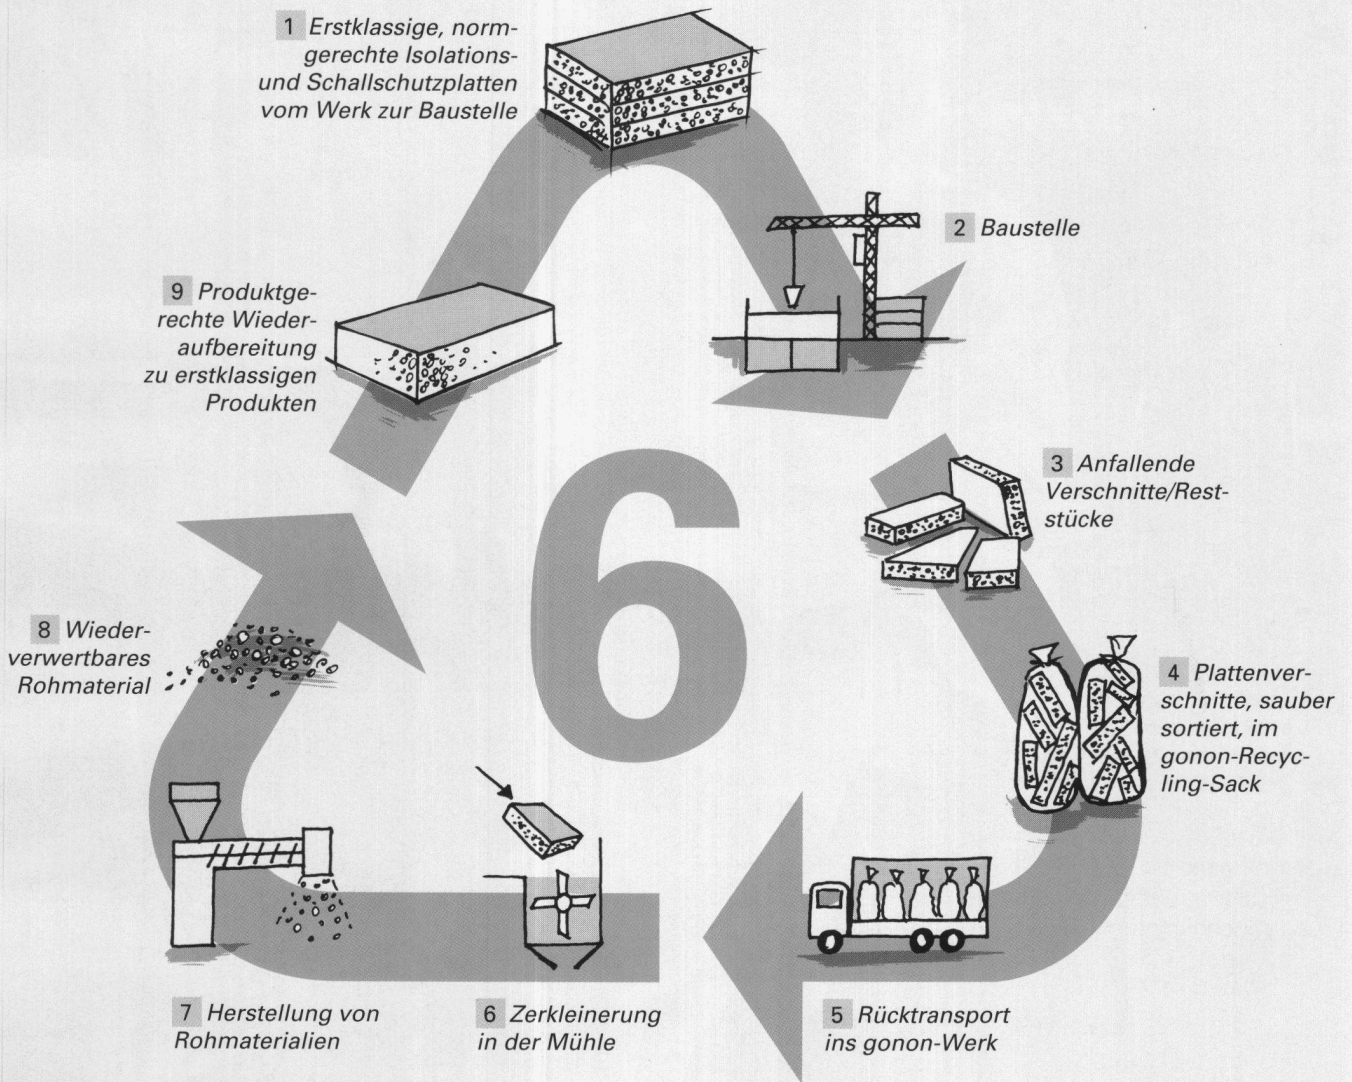 1 Erstklassige, norm-
gerechte Isolations-
und Schallschutzplatten
vom Werk zur Baustelle
2 Baustelle
3 Anfallende
Verschnitte/Rest-
stücke
4 Plattenver-
schnitte, sauber
sortiert, im
gonon-Recyc-
ling-Sack
5 Rücktransport
ins gonon-Werk
6 Zerkleinerung
in der Mühle
7 Herstellung von
Rohmaterialien
8 Wieder-
verwertbares
Rohmaterial
9 Produktge-
rechte Wieder-
aufbereitung
zu erstklassigen
Produkten
6